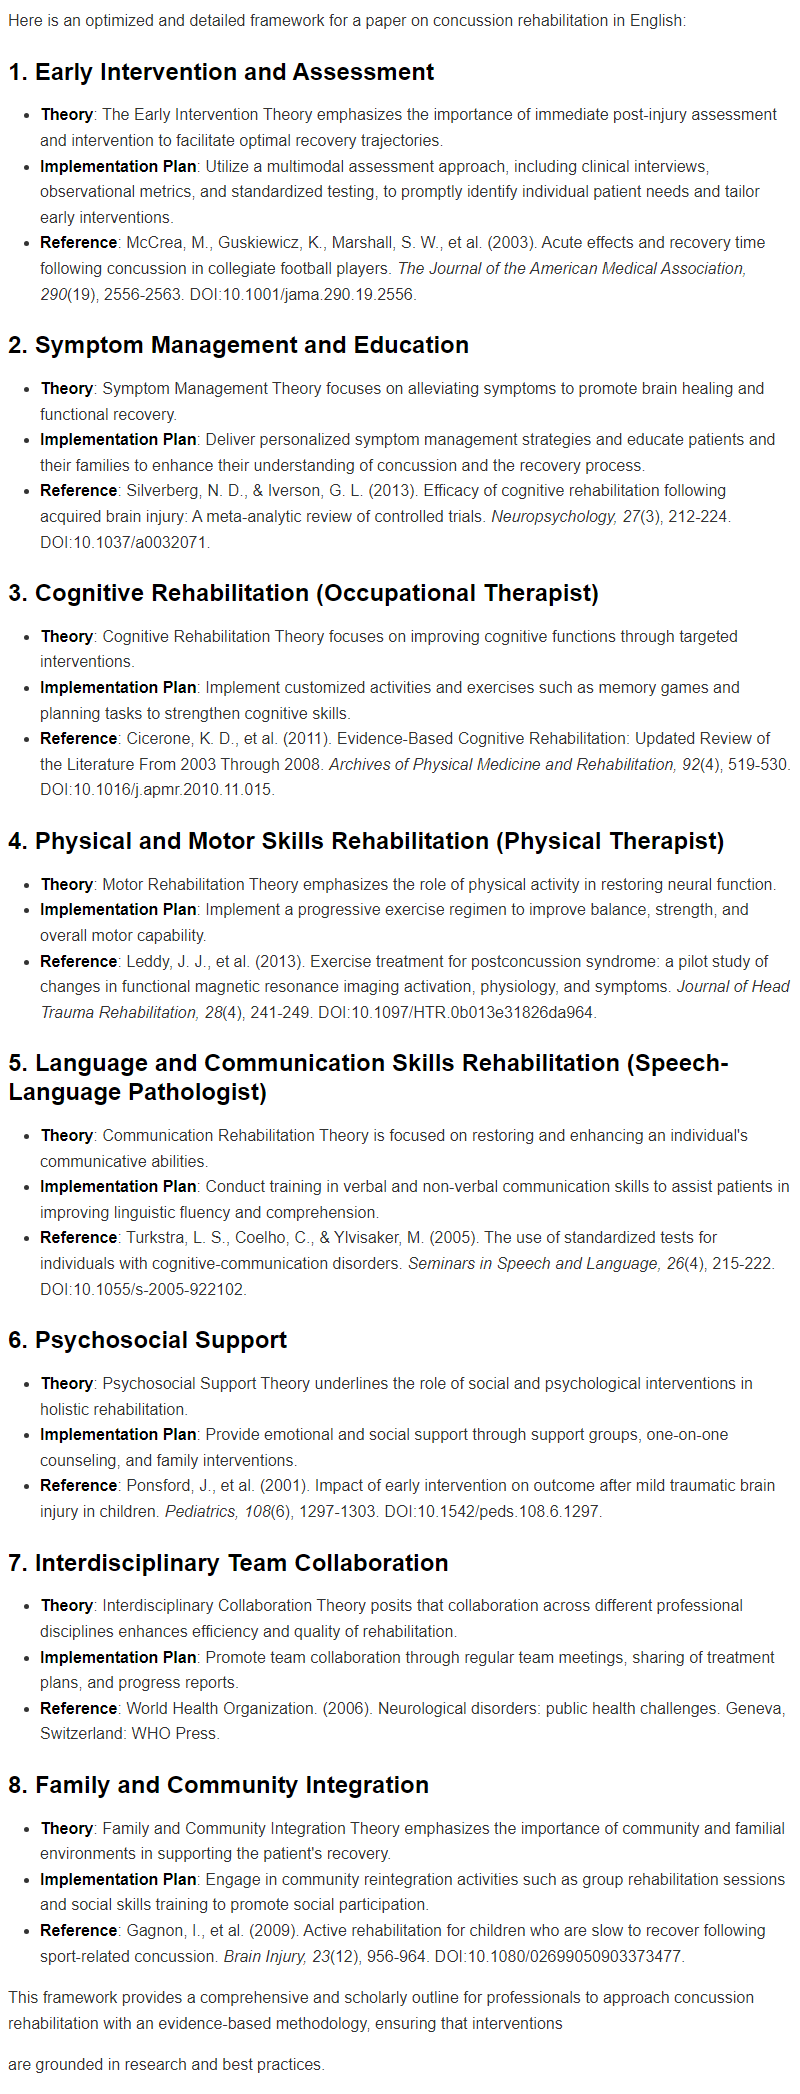 Here is an optimized and detailed framework for a paper on concussion rehabilitation in English:
1. Early Intervention and Assessment
• Theory: The Early Intervention Theory emphasizes the importance of immediate post-injury assessment
and intervention to facilitate optimal recovery trajectories.
• Implementation Plan: Utilize a multimodal assessment approach, including clinical interviews,
observational metrics, and standardized testing, to promptly identify individual patient needs and tailor
early interventions.
• Reference: McCrea, M., Guskiewicz, K., Marshall, S. W., et al. (2003). Acute effects and recovery time
following concussion in collegiate football players. The Journal of the American Medical Association,
290(19), 2556-2563. DOI:10.1001/jama.290.19.2556.
2. Symptom Management and Education
• Theory: Symptom Management Theory focuses on alleviating symptoms to promote brain healing and
functional recovery.
• Implementation Plan: Deliver personalized symptom management strategies and educate patients and
their families to enhance their understanding of concussion and the recovery process.
• Reference: Silverberg, N. D., & Iverson, G. L. (2013). Efficacy of cognitive rehabilitation following
acquired brain injury: A meta-analytic review of controlled trials. Neuropsychology, 27(3), 212-224.
DOI:10.1037/a0032071.
3. Cognitive Rehabilitation (Occupational Therapist)
• Theory: Cognitive Rehabilitation Theory focuses on improving cognitive functions through targeted
interventions.
• Implementation Plan: Implement customized activities and exercises such as memory games and
planning tasks to strengthen cognitive skills.
• Reference: Cicerone, K. D., et al. (2011). Evidence-Based Cognitive Rehabilitation: Updated Review of
the Literature From 2003 Through 2008. Archives of Physical Medicine and Rehabilitation, 92(4), 519-530.
DOI:10.1016/j.apmr.2010.11.015.
4. Physical and Motor Skills Rehabilitation (Physical Therapist)
• Theory: Motor Rehabilitation Theory emphasizes the role of physical activity in restoring neural function.
• Implementation Plan: Implement a progressive exercise regimen to improve balance, strength, and
overall motor capability.
• Reference: Leddy, J. J., et al. (2013). Exercise treatment for postconcussion syndrome: a pilot study of
changes in functional magnetic resonance imaging activation, physiology, and symptoms. Journal of Head
Trauma Rehabilitation, 28(4), 241-249. DOI:10.1097/HTR.0b013e31826da964.
5. Language and Communication Skills Rehabilitation (Speech-
Language Pathologist)
• Theory: Communication Rehabilitation Theory is focused on restoring and enhancing an individual's
communicative abilities.
• Implementation Plan: Conduct training in verbal and non-verbal communication skills to assist patients in
improving linguistic fluency and comprehension.
• Reference: Turkstra, L. S., Coelho, C., & Ylvisaker, M. (2005). The use of standardized tests for
individuals with cognitive-communication disorders. Seminars in Speech and Language, 26(4), 215-222.
DOI:10.1055/s-2005-922102.
6. Psychosocial Support
• Theory: Psychosocial Support Theory underlines the role of social and psychological interventions in
holistic rehabilitation.
• Implementation Plan: Provide emotional and social support through support groups, one-on-one
counseling, and family interventions.
• Reference: Ponsford, J., et al. (2001). Impact of early intervention on outcome after mild traumatic brain
injury in children. Pediatrics, 108(6), 1297-1303. DOI:10.1542/peds.108.6.1297.
7. Interdisciplinary Team Collaboration
• Theory: Interdisciplinary Collaboration Theory posits that collaboration across different professional
disciplines enhances efficiency and quality of rehabilitation.
• Implementation Plan: Promote team collaboration through regular team meetings, sharing of treatment
plans, and progress reports.
• Reference: World Health Organization. (2006). Neurological disorders: public health challenges. Geneva,
Switzerland: WHO Press.
8. Family and Community Integration
• Theory: Family and Community Integration Theory emphasizes the importance of community and familial
environments in supporting the patient's recovery.
• Implementation Plan: Engage in community reintegration activities such as group rehabilitation sessions
and social skills training to promote social participation.
• Reference: Gagnon, I., et al. (2009). Active rehabilitation for children who are slow to recover following
sport-related concussion. Brain Injury, 23(12), 956-964. DOI:10.1080/02699050903373477.
This framework provides a comprehensive and scholarly outline for professionals to approach concussion
rehabilitation with an evidence-based methodology, ensuring that interventions
are grounded in research and best practices.